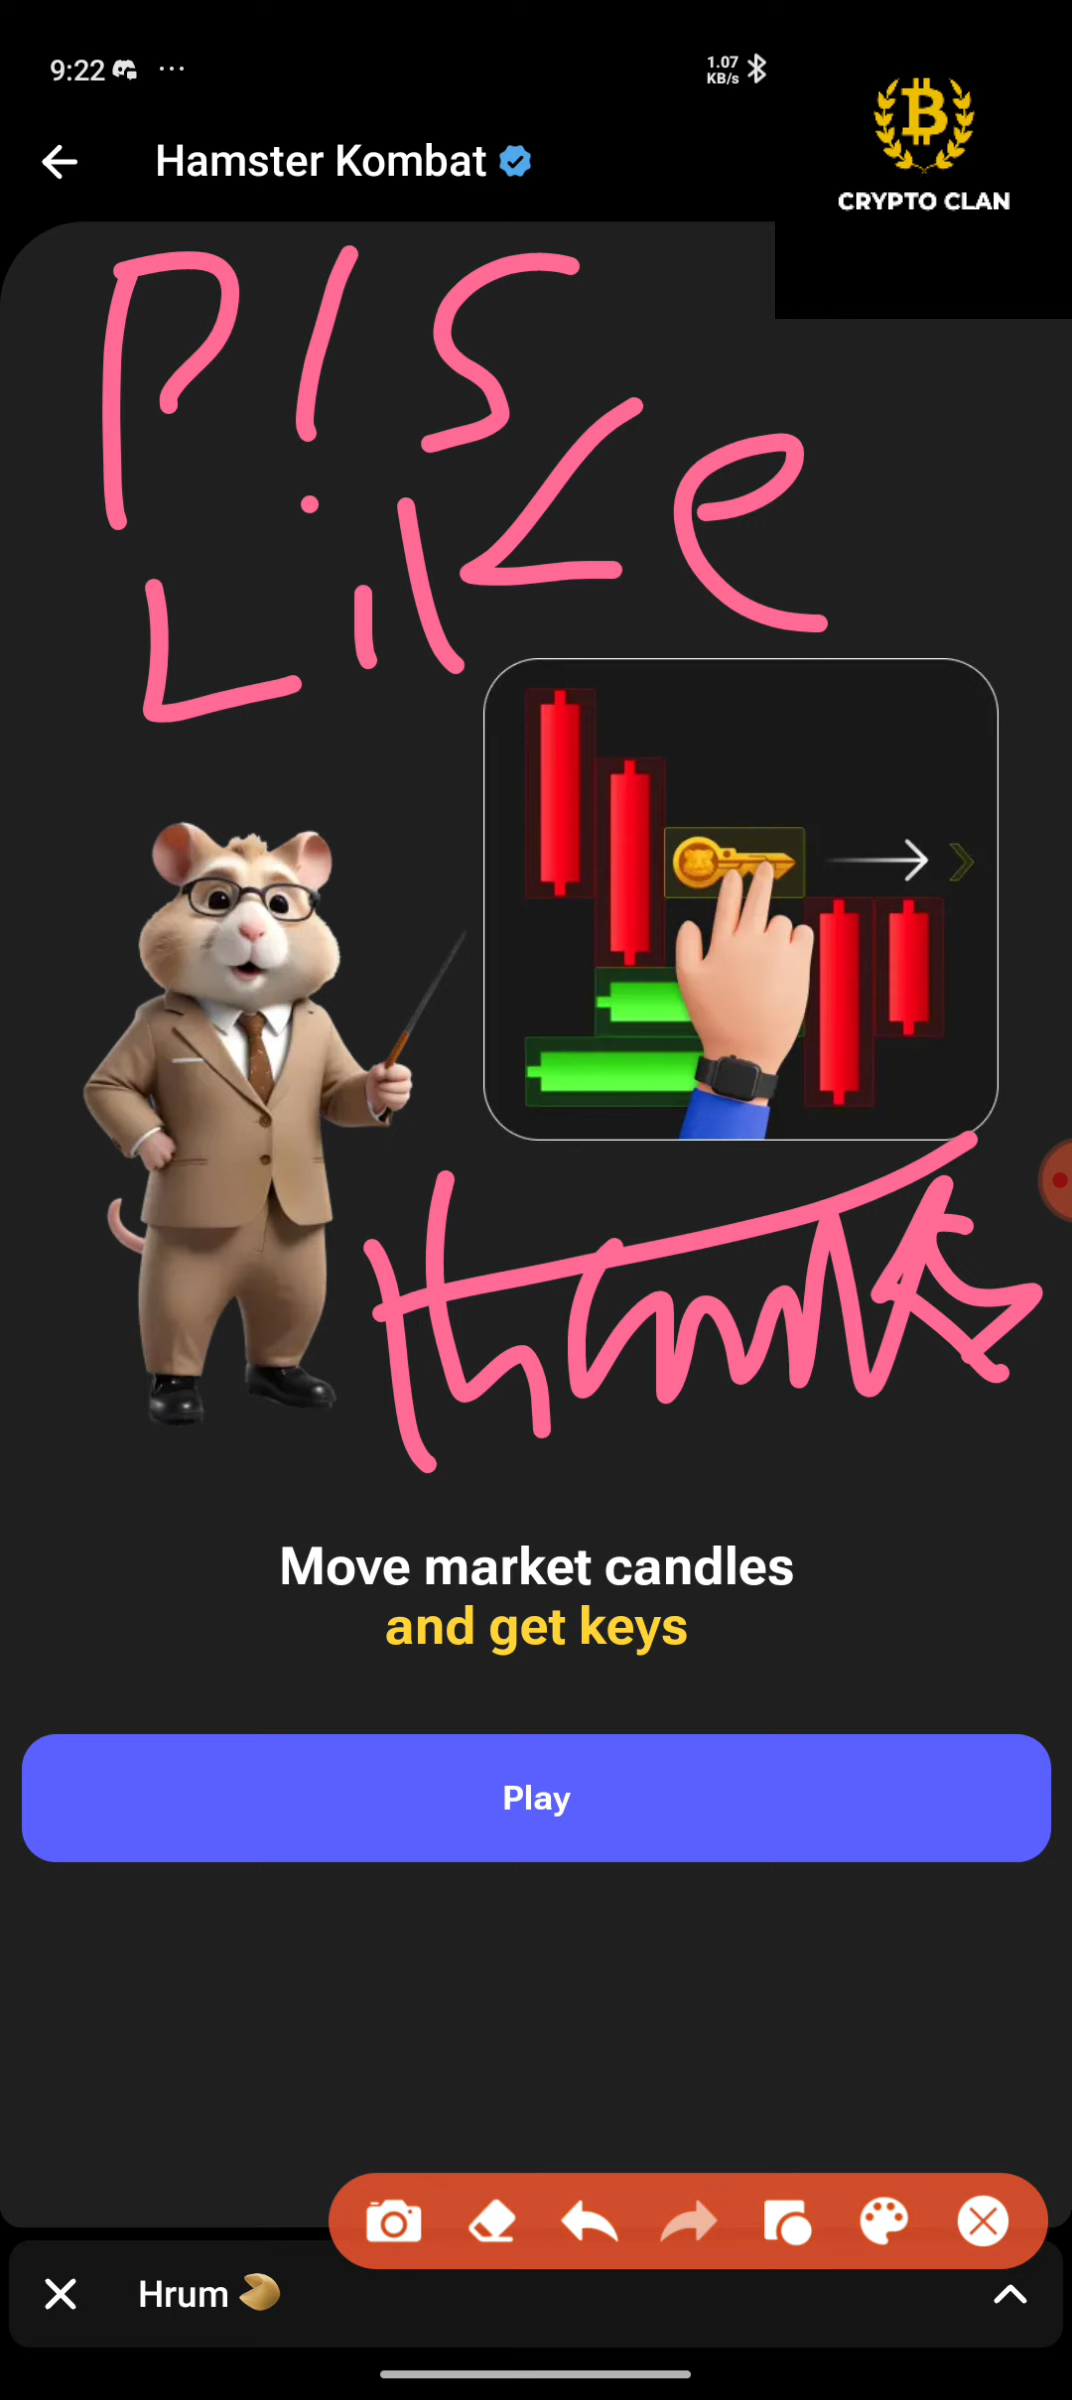 9:22
1.07
KB/s
Hamster Kombat
CRYPTO CLAN
Pls
Like
thanks
Move market candles
and get keys
Play
Hrum